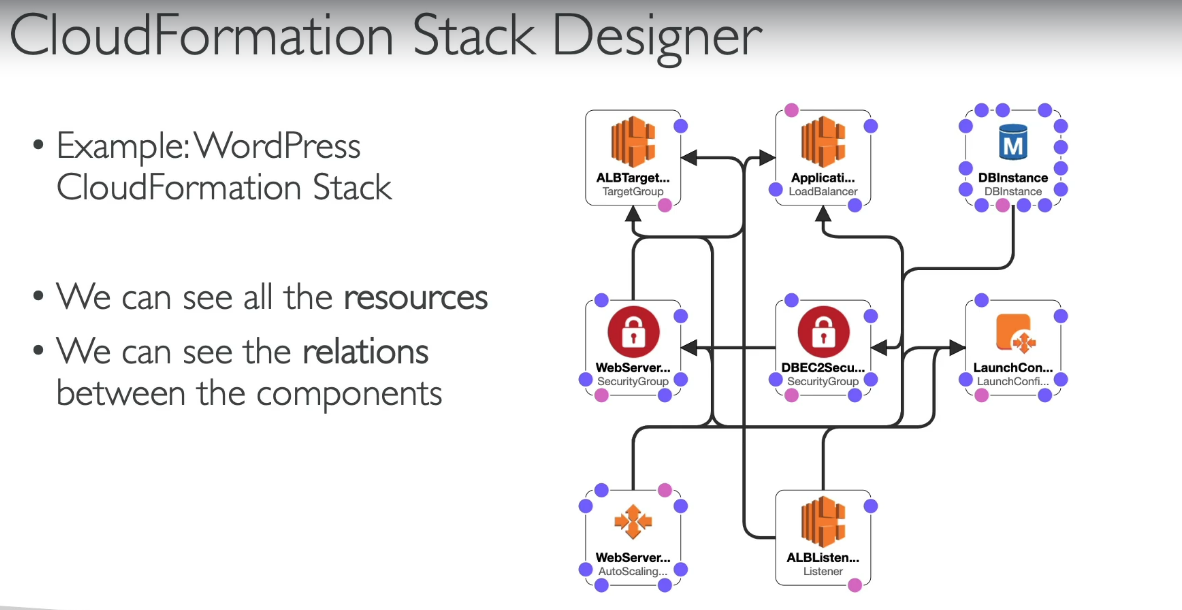 CloudFormation Stack Designer
• Example: WordPress
CloudFormation Stack
• We can see all the resources
• We can see the relations
between the components
ALBTarget...
TargetGroup
Applicati...
LoadBalancer
M
DBInstance
DBInstance
WebServer...
SecurityGroup
DBEC2Secu...
SecurityGroup
LaunchCon...
LaunchConfi...
WebServer...
AutoScaling...
ALBListen...
Listener